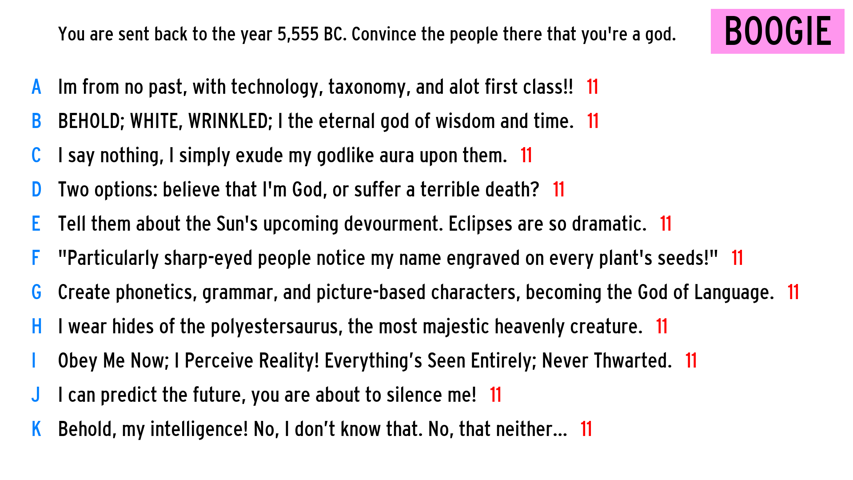 You are sent back to the year 5,555 BC. Convince the people there that you're a god.
BOOGIE
A Im from no past, with technology, taxonomy, and alot first class!! 11
B BEHOLD; WHITE, WRINKLED; I the eternal god of wisdom and time. 11
C I say nothing, I simply exude my godlike aura upon them. 11
D Two options: believe that I'm God, or suffer a terrible death? 11
E Tell them about the Sun's upcoming devourment. Eclipses are so dramatic. 11
F "Particularly sharp-eyed people notice my name engraved on every plant's seeds!" 11
G Create phonetics, grammar, and picture-based characters, becoming the God of Language. 11
H I wear hides of the polyestersaurus, the most majestic heavenly creature. 11
I Obey Me Now; I Perceive Reality! Everything’s Seen Entirely; Never Thwarted. 11
J I can predict the future, you are about to silence me! 11
K Behold, my intelligence! No, I don’t know that. No, that neither... 11